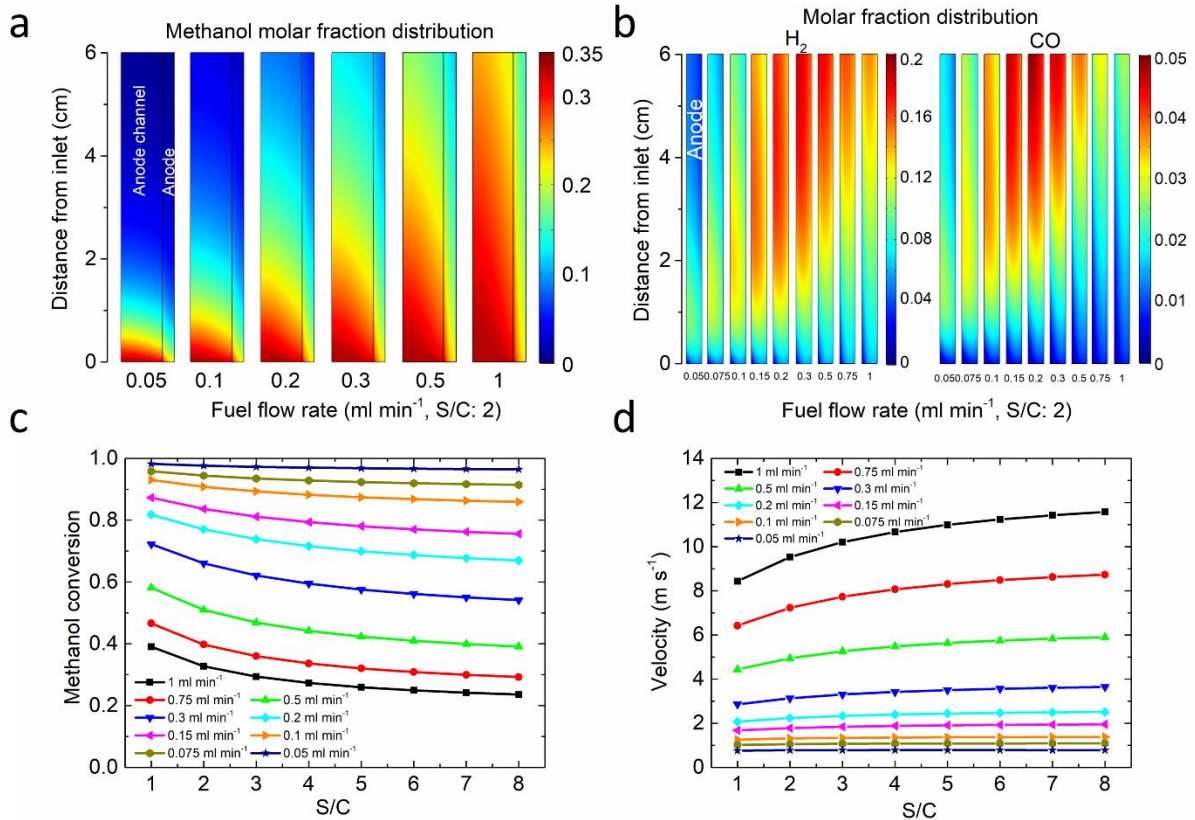 a
Methanol molar fraction distribution
6
4
2
0
Distance from inlet (cm)
Anode channel
Anode
0.35
0.3
0.2
0.1
0
0.05 0.1 0.2 0.3 0.5 1
Fuel flow rate (ml min⁻¹, S/C: 2)
b
Molar fraction distribution
H₂ CO
6
4
2
0
Distance from inlet (cm)
Anode
0.2
0.16
0.12
0.08
0.04
0
0.05
0.04
0.03
0.02
0.01
0
0.05 0.075 0.1 0.15 0.2 0.3 0.5 0.75 1
0.05 0.075 0.1 0.15 0.2 0.3 0.5 0.75 1
Fuel flow rate (ml min⁻¹, S/C: 2)
c
1.0
0.8
0.6
0.4
0.2
0.0
Methanol conversion
1 ml min⁻¹
0.75 ml min⁻¹ 0.5 ml min⁻¹
0.3 ml min⁻¹ 0.2 ml min⁻¹
0.15 ml min⁻¹ 0.1 ml min⁻¹
0.075 ml min⁻¹ 0.05 ml min⁻¹
1 2 3 4 5 6 7 8
S/C
d
14
12
10
8
6
4
2
0
Velocity (m s⁻¹)
1 ml min⁻¹ 0.75 ml min⁻¹
0.5 ml min⁻¹ 0.3 ml min⁻¹
0.2 ml min⁻¹ 0.15 ml min⁻¹
0.1 ml min⁻¹ 0.075 ml min⁻¹
0.05 ml min⁻¹
1 2 3 4 5 6 7 8
S/C